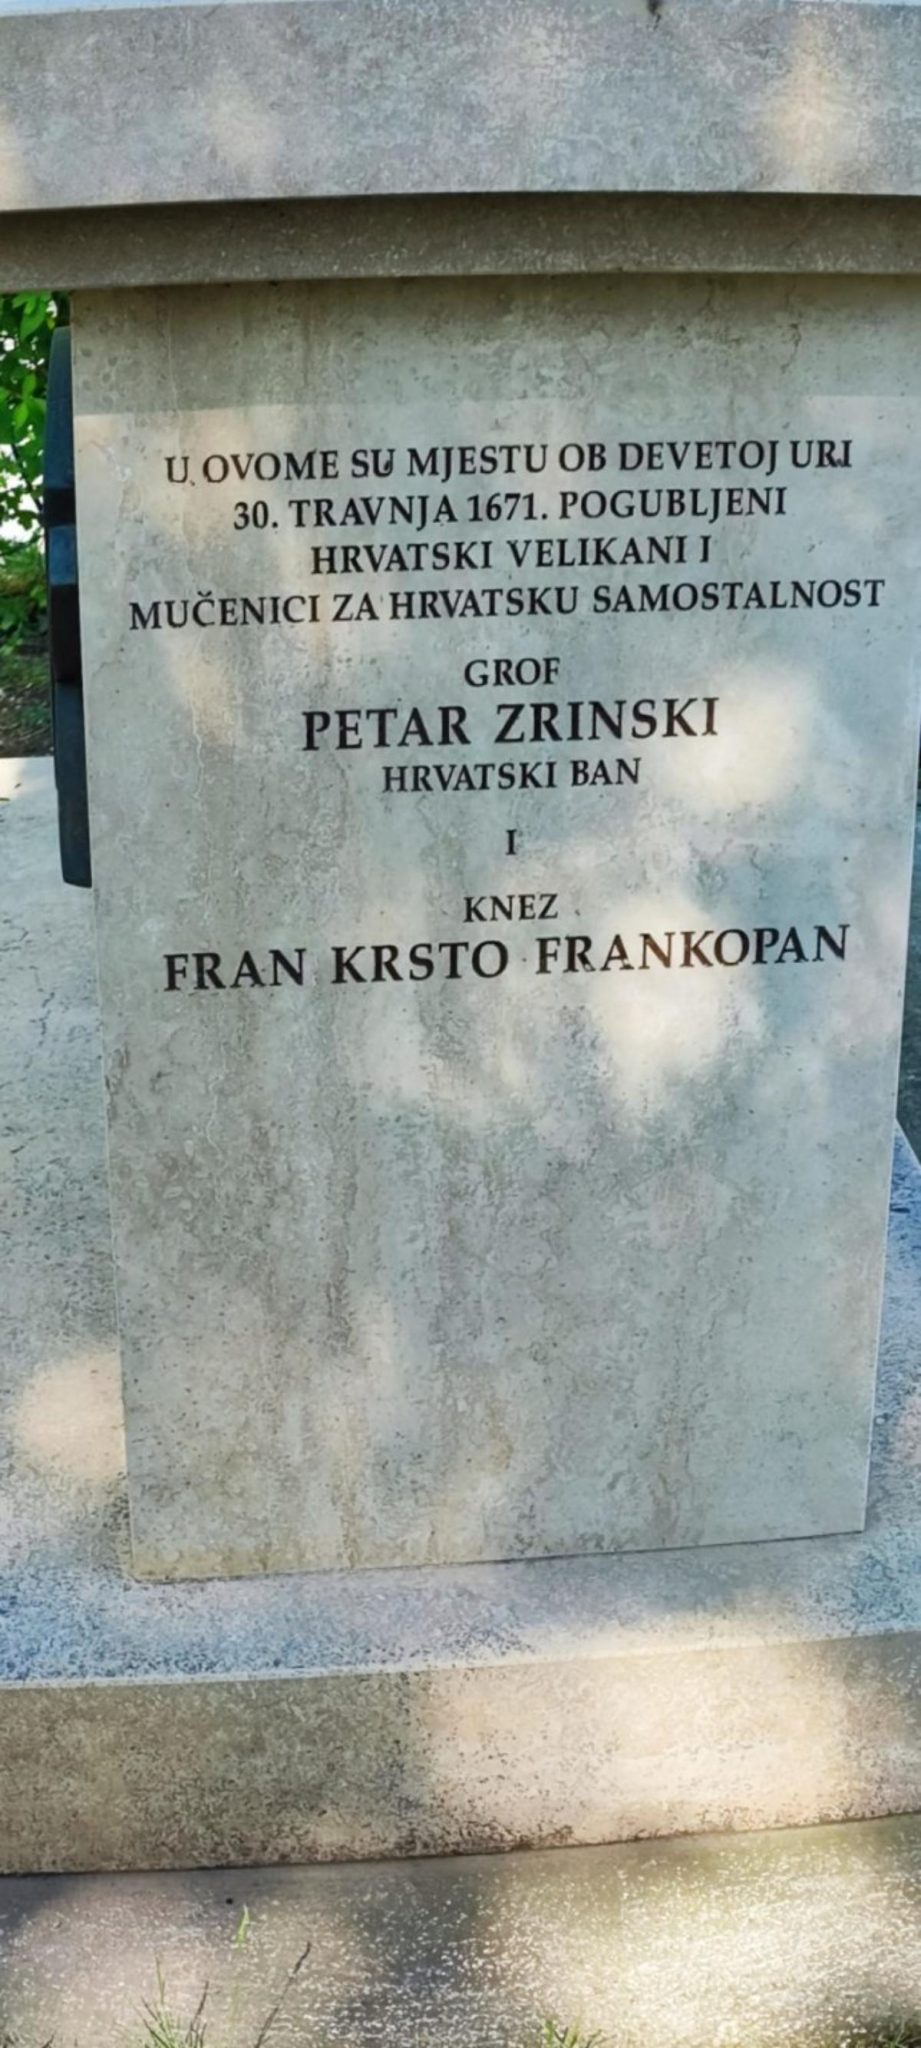 U OVOME SU MJESTU OB DEVETOJ URI
30. TRAVNJA 1671. POGUBLJENI
HRVATSKI VELIKANI I
MUČENICI ZA HRVATSKU SAMOSTALNOST
GROF
PETAR ZRINSKI
HRVATSKI BAN
I
KNEZ
FRAN KRSTO FRANKOPAN